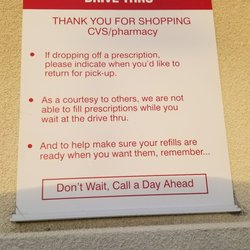 DRIVE THRU
THANK YOU FOR SHOPPING
CVS/pharmacy
• If dropping off a prescription,
please indicate when you'd like to
return for pick-up.
• As a courtesy to others, we are not
able to fill prescriptions while you
wait at the drive thru.
• And to help make sure your refills are
ready when you want them, remember...
Don't Wait, Call a Day Ahead